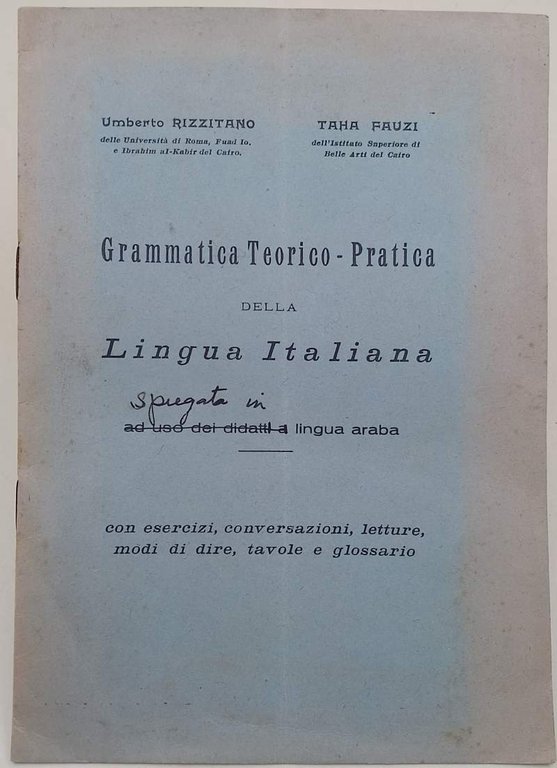 Umberto RIZZITANO
delle Università di Roma, Fuad Io.
e Ibrahim al-Kabir del Cairo.
TAHA FAUZI
dell'Istituto Snperiore di
Belle Arti del Cairo
Grammatica Teorico - Pratica
DELLA
Lingua Italiana
spiegata in
ad uso dei didatti a lingua araba
con esercizi, conversazioni, letture,
modi di dire, tavole e glossario